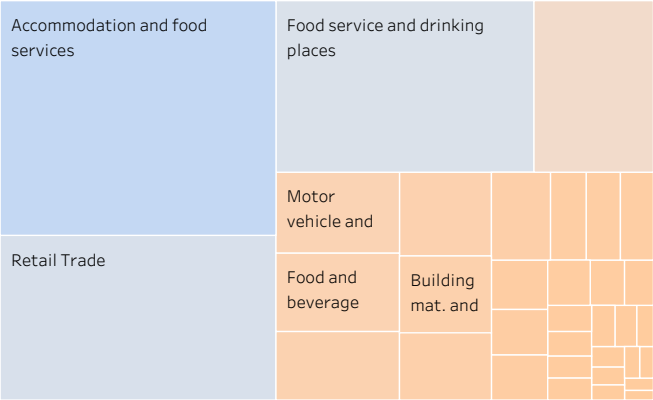 Accommodation and food
services
Food service and drinking
places
Motor
vehicle and
Retail Trade
Food and
beverage
Building
mat. and